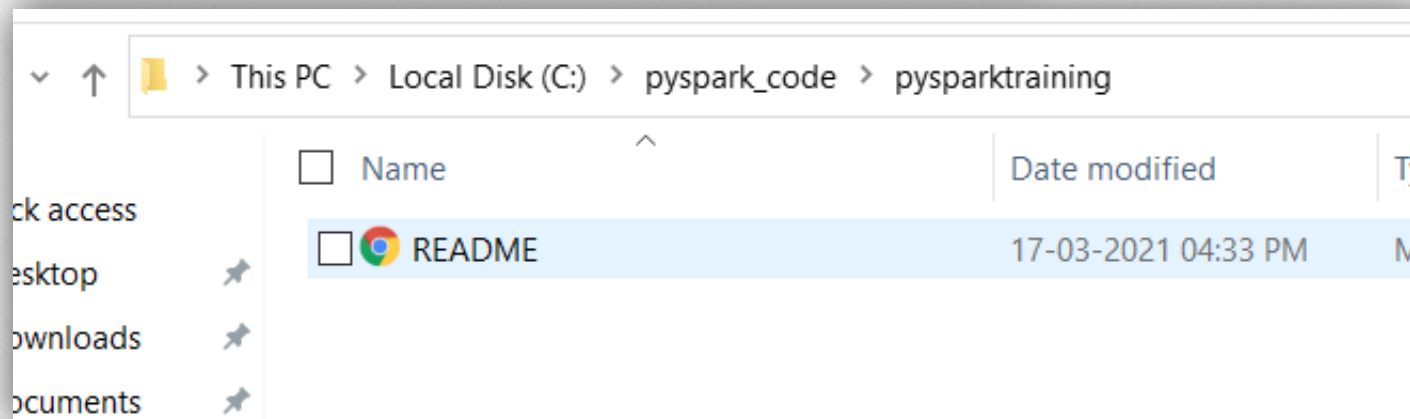 This PC > Local Disk (C:) > pyspark_code > pysparktraining
Name Date modified
ck access
README 17-03-2021 04:33 PM
esktop
ownloads
ocuments